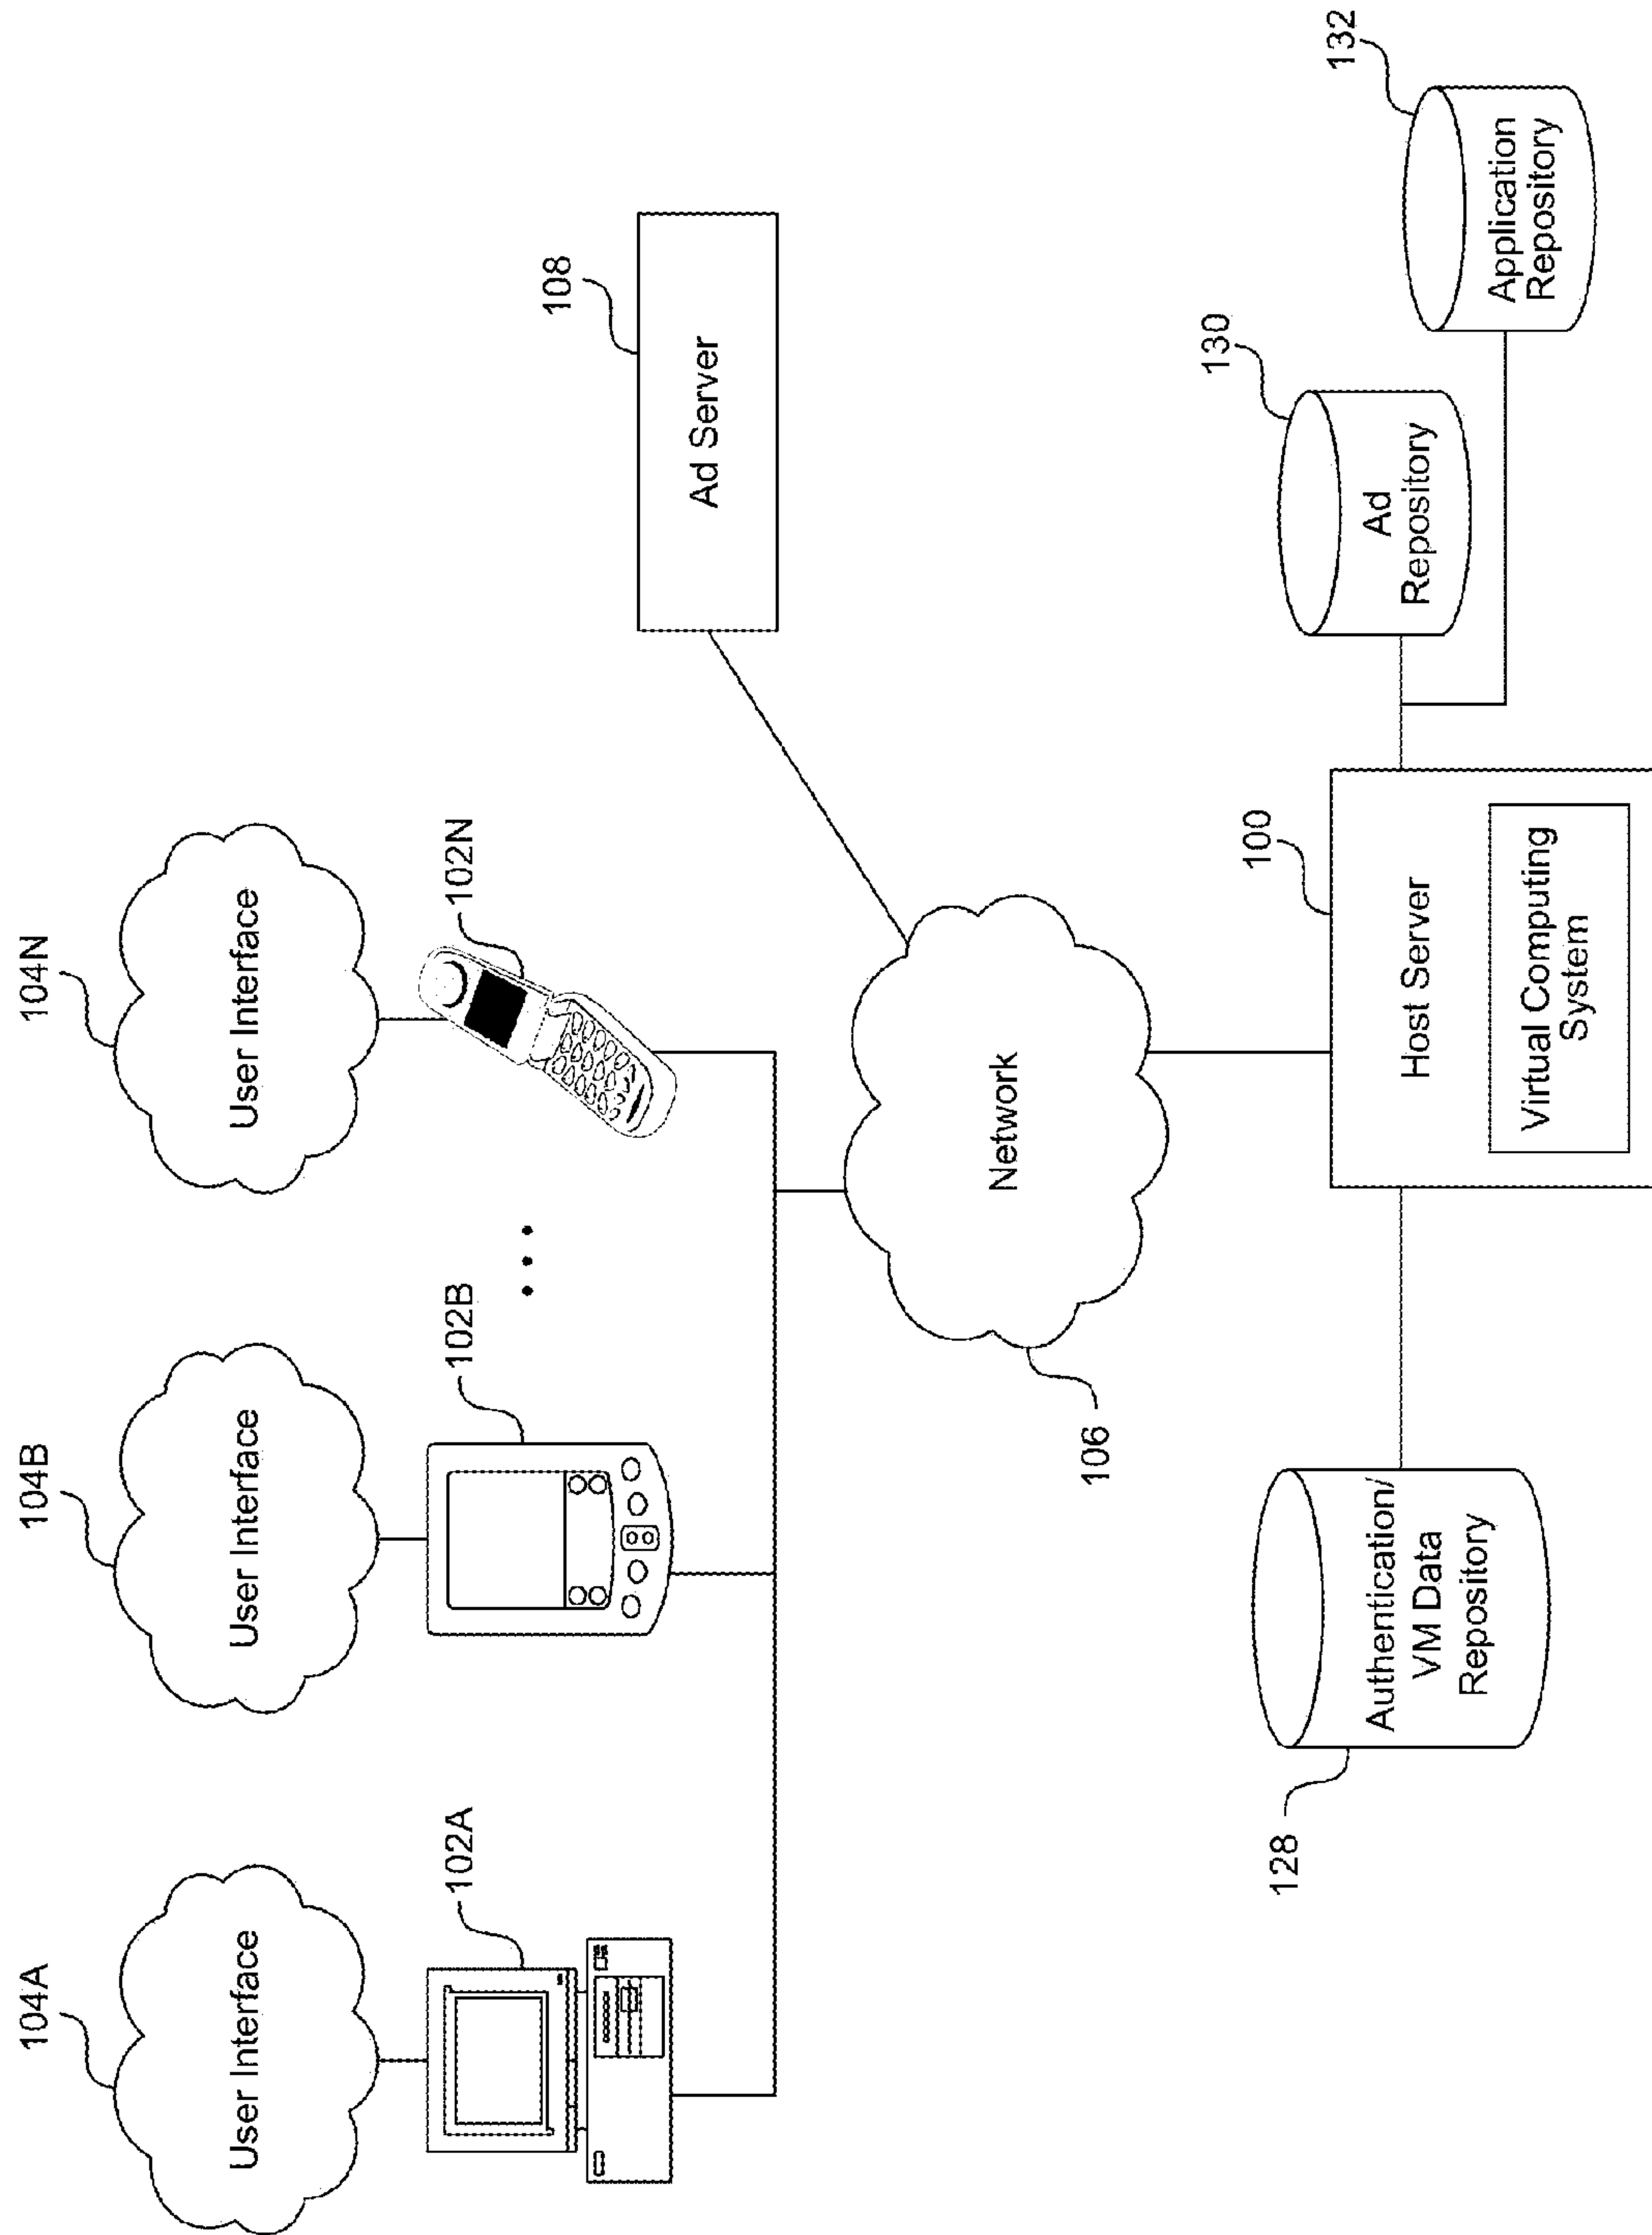 104A
104B
104N
User Interface
User Interface
User Interface
102A
102B
102N
108
Ad Server
Network
106
100
Host Server
Virtual Computing
System
128
Authentication/
VM Data
Repository
130
Ad
Repository
132
Application
Repository